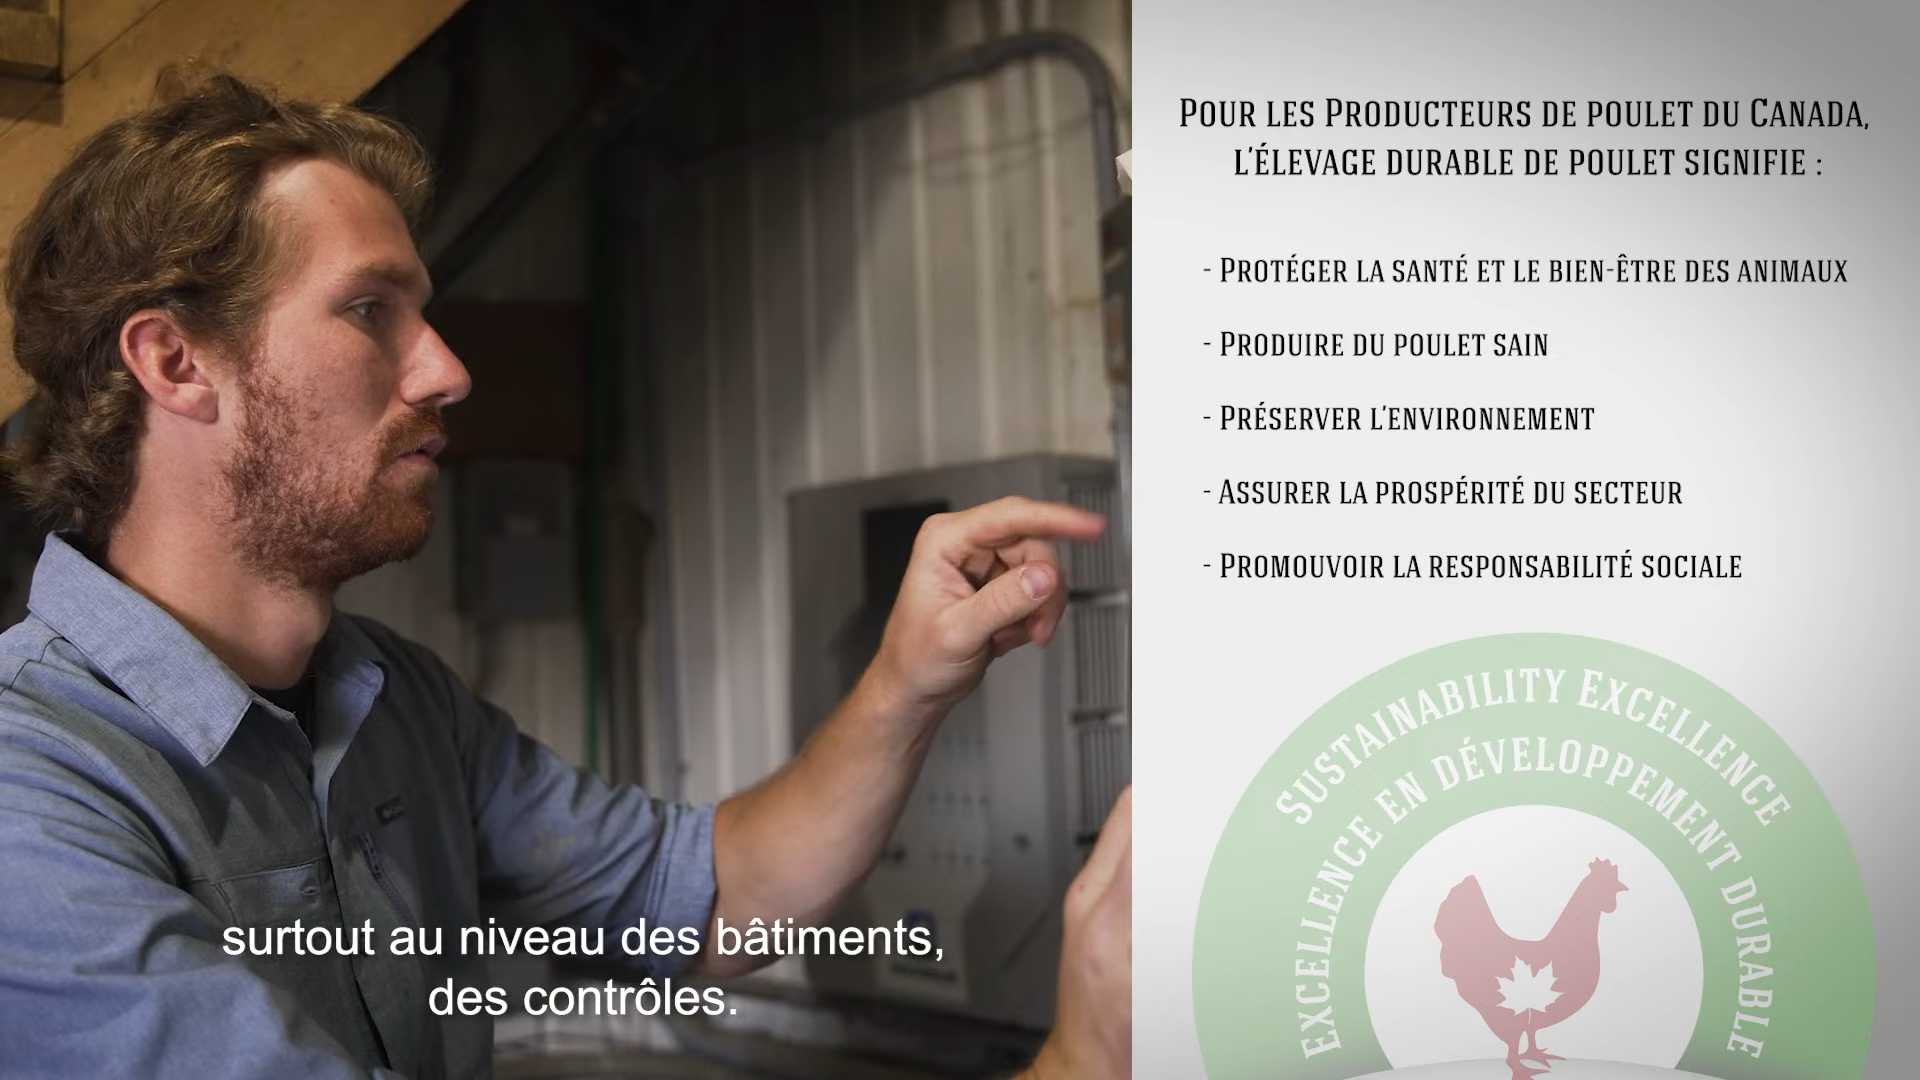 Pour les Producteurs de poulet du Canada,
l'élevage durable de poulet signifie :
- Protéger la santé et le bien-être des animaux
- Produire du poulet sain
- Préserver l'environnement
- Assurer la prospérité du secteur
- Promouvoir la responsabilité sociale
Sustainability Excellence
Excellence en développement durable
surtout au niveau des bâtiments,
des contrôles.